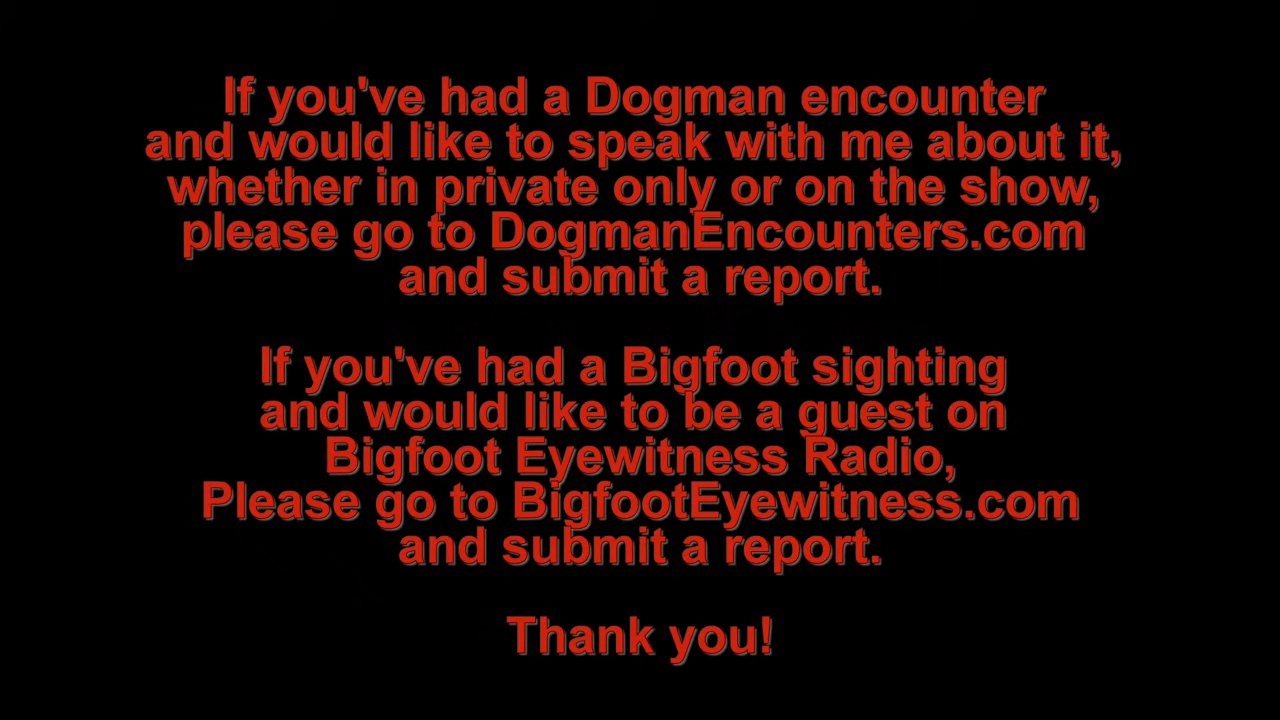 If you've had a Dogman encounter
and would like to speak with me about it,
whether in private only or on the show,
please go to DogmanEncounters.com
and submit a report.
If you've had a Bigfoot sighting
and would like to be a guest on
Bigfoot Eyewitness Radio,
Please go to BigfootEyewitness.com
and submit a report.
Thank you!